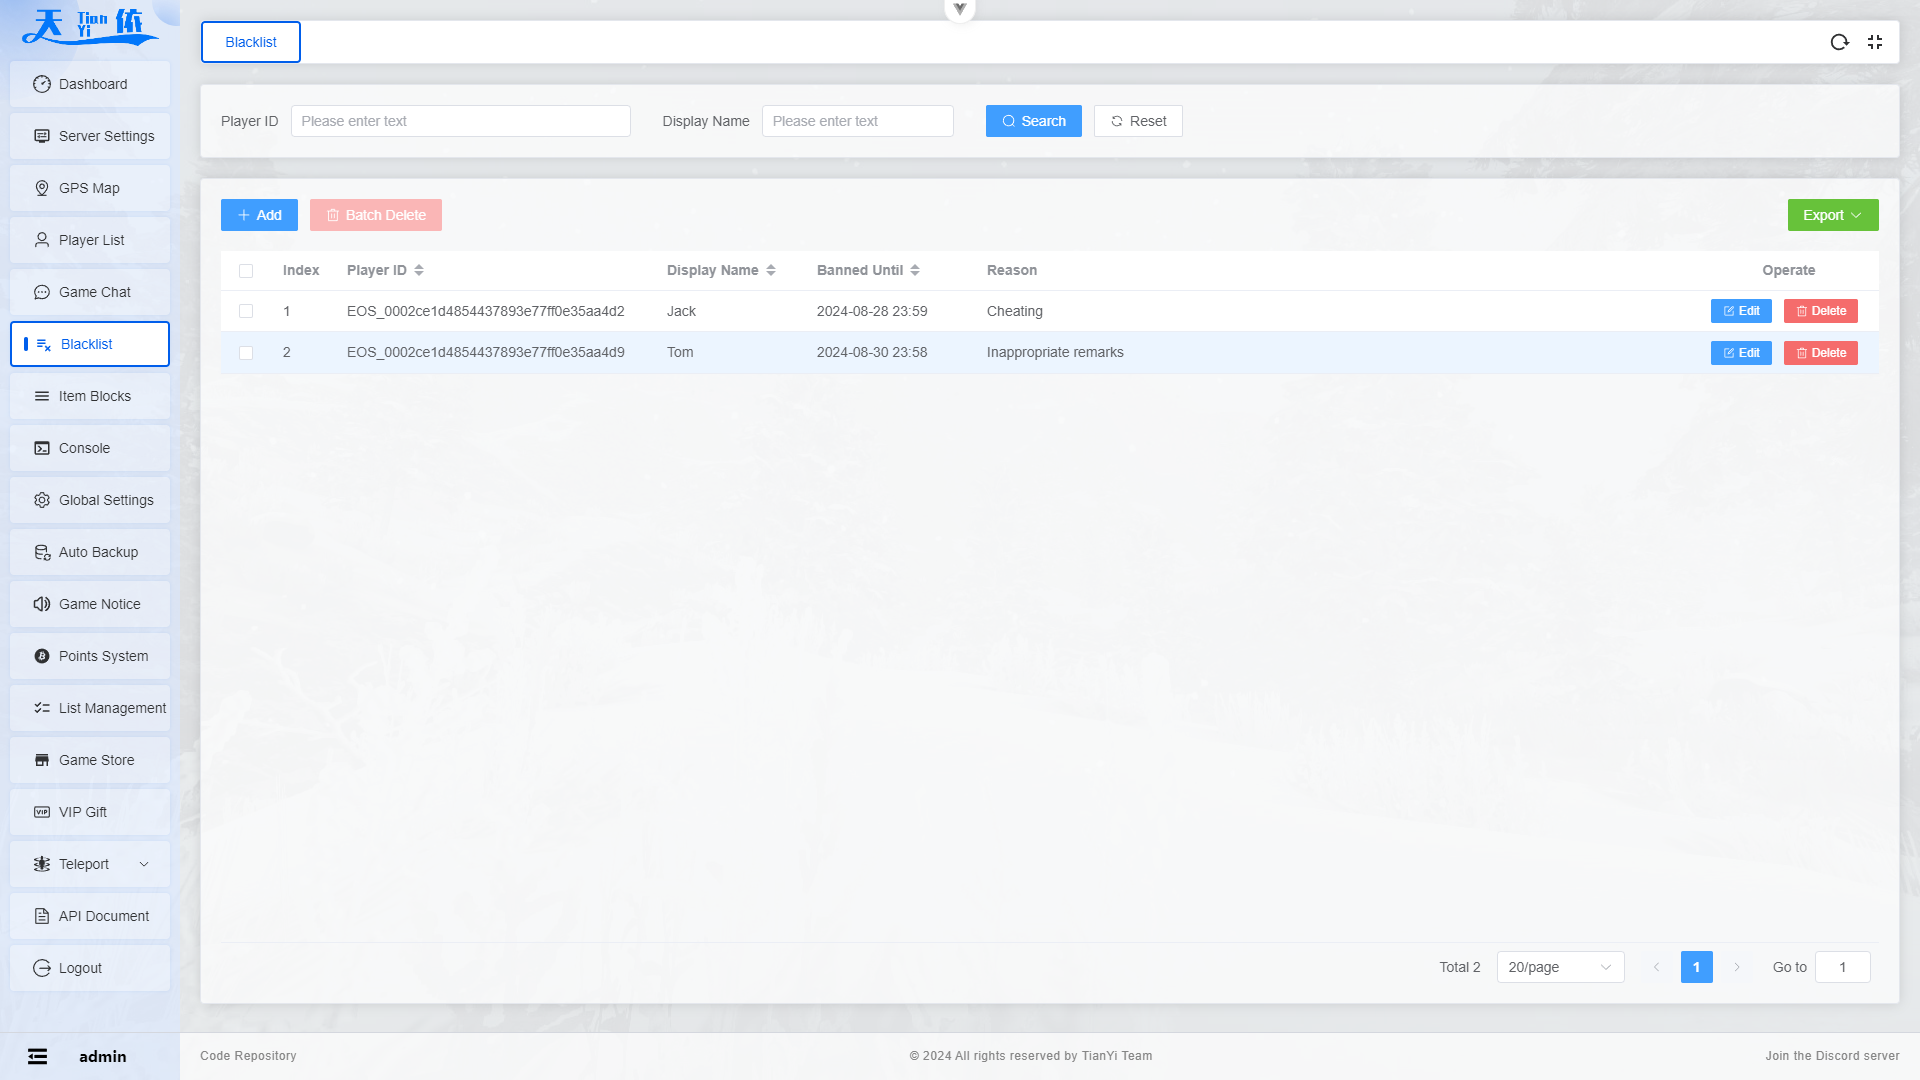 天 Tian Yi 依
Dashboard
Server Settings
GPS Map
Player List
Game Chat
Blacklist
Item Blocks
Console
Global Settings
Auto Backup
Game Notice
Points System
List Management
Game Store
VIP Gift
Teleport
API Document
Logout
admin
Blacklist
Player ID Please enter text Display Name Please enter text Search Reset
Add Batch Delete Export
Index Player ID Display Name Banned Until Reason Operate
1 EOS_0002ce1d4854437893e77ff0e35aa4d2 Jack 2024-08-28 23:59 Cheating Edit Delete
2 EOS_0002ce1d4854437893e77ff0e35aa4d9 Tom 2024-08-30 23:58 Inappropriate remarks Edit Delete
Total 2 20/page 1 Go to 1
Code Repository © 2024 All rights reserved by TianYi Team Join the Discord server